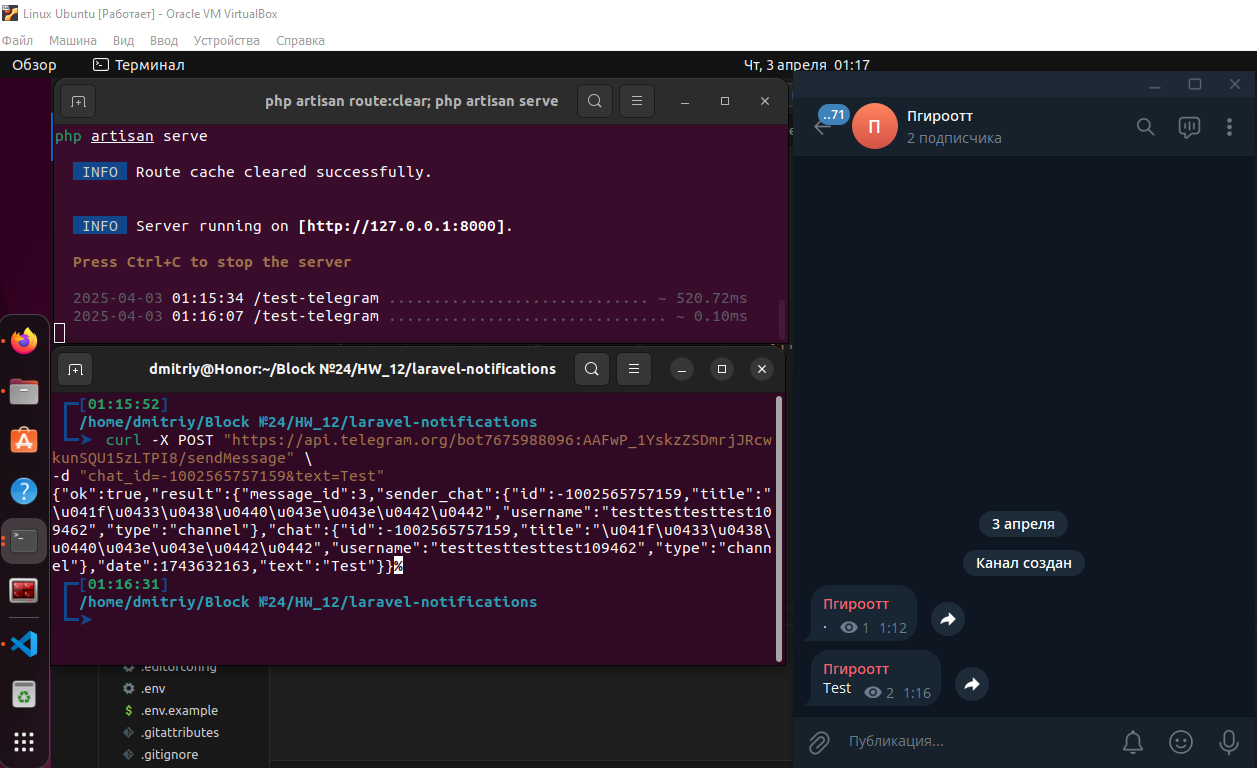 Linux Ubuntu [Работает] - Oracle VM VirtualBox
Файл Машина Вид Ввод Устройства Справка
Обзор Терминал Чт, 3 апреля 01:17
php artisan route:clear; php artisan serve
php artisan serve
INFO Route cache cleared successfully.
INFO Server running on [http://127.0.0.1:8000].
Press Ctrl+C to stop the server
2025-04-03 01:15:34 /test-telegram ............................. ~ 520.72ms
2025-04-03 01:16:07 /test-telegram ............................... ~ 0.10ms
dmitriy@Honor:~/Block №24/HW_12/laravel-notifications
[01:15:52]
/home/dmitriy/Block №24/HW_12/laravel-notifications
curl -X POST "https://api.telegram.org/bot7675988096:AAFwP_1YskzZSDmrjJRcw
kunSQU15zLTPI8/sendMessage" \
-d "chat_id=-1002565757159&text=Test"
{"ok":true,"result":{"message_id":3,"sender_chat":{"id":-1002565757159,"title":"
\u041f\u0433\u0438\u0440\u043e\u043e\u0442\u0442","username":"testtesttesttest10
9462","type":"channel"},"chat":{"id":-1002565757159,"title":"\u041f\u0433\u0438\
u0440\u043e\u043e\u0442\u0442","username":"testtesttesttest109462","type":"chann
el"},"date":1743632163,"text":"Test"}}%
[01:16:31]
/home/dmitriy/Block №24/HW_12/laravel-notifications
.editorconfig
.env
$ .env.example
.gitattributes
.gitignore
..71
П
Пгироотт
2 подписчика
3 апреля
Канал создан
Пгироотт
. 1 1:12
Пгироотт
Test 2 1:16
Публикация...